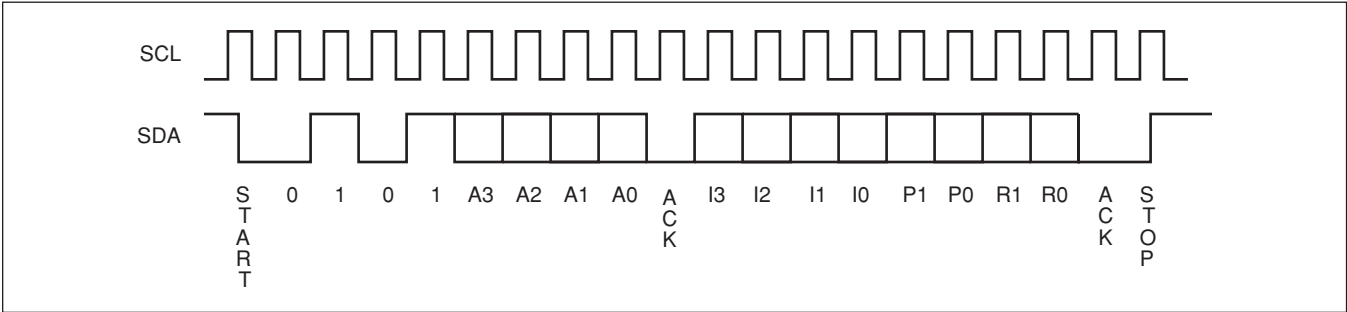 SCL
SDA
START 0 1 0 1 A3 A2 A1 A0 ACK I3 I2 I1 I0 P1 P0 R1 R0 ACK STOP